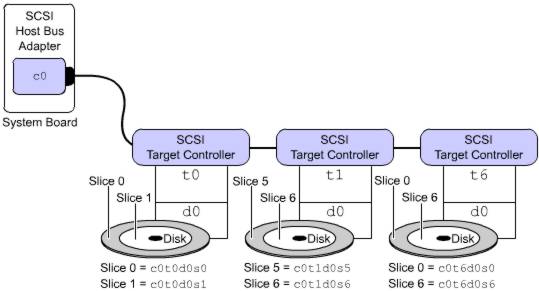 SCSI
Host Bus
Adapter
c0
System Board
SCSI
Target Controller
SCSI
Target Controller
SCSI
Target Controller
t0
t1
t6
Slice 0
Slice 1
d0
Disk
Slice 5
Slice 6
d0
Disk
Slice 0
Slice 6
d0
Disk
Slice 0 = c0t0d0s0
Slice 1 = c0t0d0s1
Slice 5 = c0t1d0s5
Slice 6 = c0t1d0s6
Slice 0 = c0t6d0s0
Slice 6 = c0t6d0s6